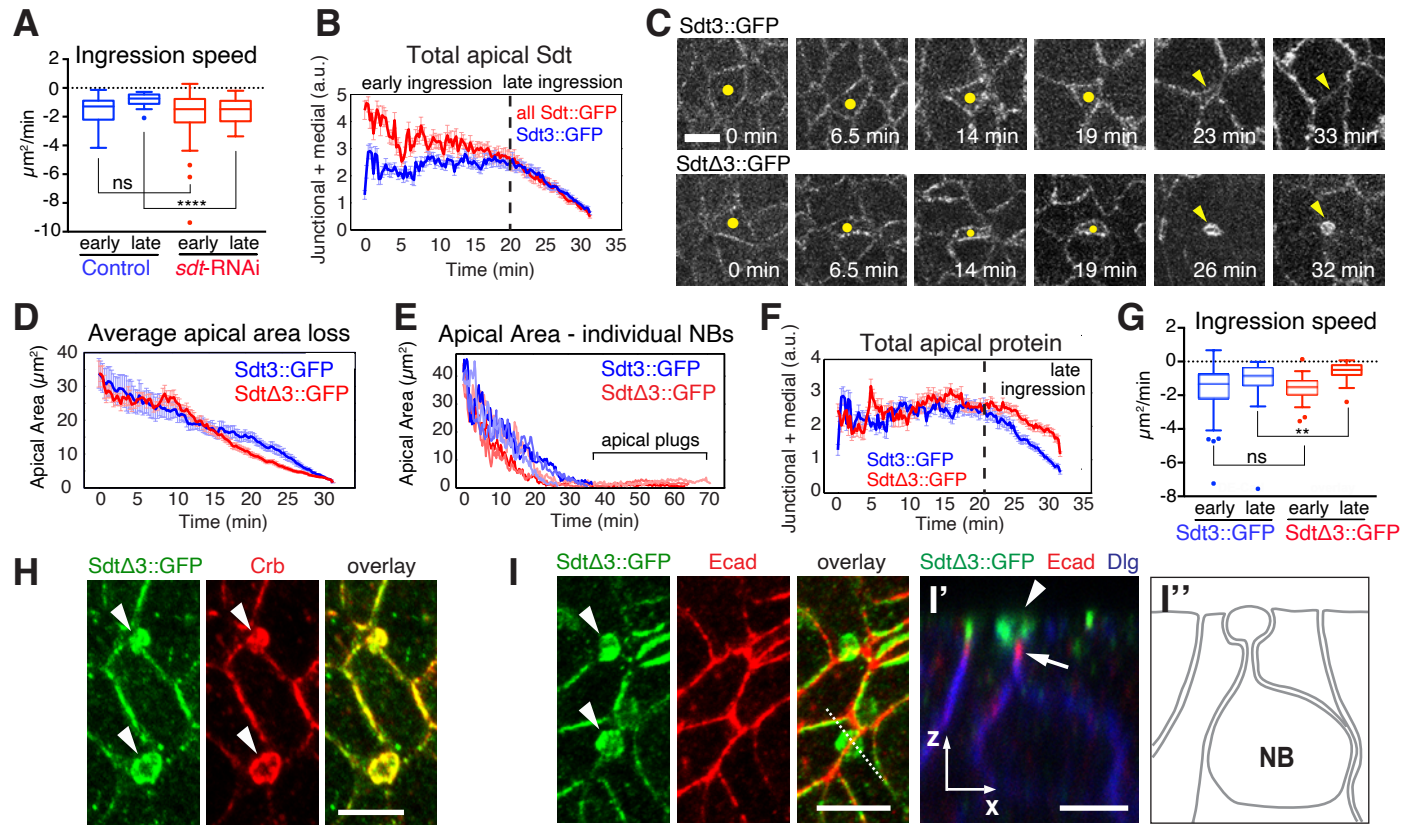 A
Ingression speed
2
0
-2
-4
-6
-8
-10
µm²/min
ns
****
early late early late
Control sdt-RNAi
B
Total apical Sdt
early ingression late ingression
all Sdt::GFP
Sdt3::GFP
5
4
3
2
1
0
Junctional + medial (a.u.)
0 5 10 15 20 25 30 35
Time (min)
C
Sdt3::GFP
0 min 6.5 min 14 min 19 min 23 min 33 min
SdtΔ3::GFP
0 min 6.5 min 14 min 19 min 26 min 32 min
D
Average apical area loss
Sdt3::GFP
SdtΔ3::GFP
40
30
20
10
0
Apical Area (µm²)
0 5 10 15 20 25 30
Time (min)
E
Apical Area - individual NBs
Sdt3::GFP
SdtΔ3::GFP
apical plugs
40
30
20
10
0
Apical Area (µm²)
0 10 20 30 40 50 60 70
Time (min)
F
Total apical protein
late
ingression
Sdt3::GFP
SdtΔ3::GFP
4
3
2
1
0
Junctional + medial (a.u.)
0 5 10 15 20 25 30 35
Time (min)
G
Ingression speed
2
0
-2
-4
-6
-8
µm²/min
**
ns
early late early late
Sdt3::GFP SdtΔ3::GFP
H
SdtΔ3::GFP Crb overlay
I
SdtΔ3::GFP Ecad overlay
SdtΔ3::GFP Ecad Dlg
I'
z
x
I''
NB